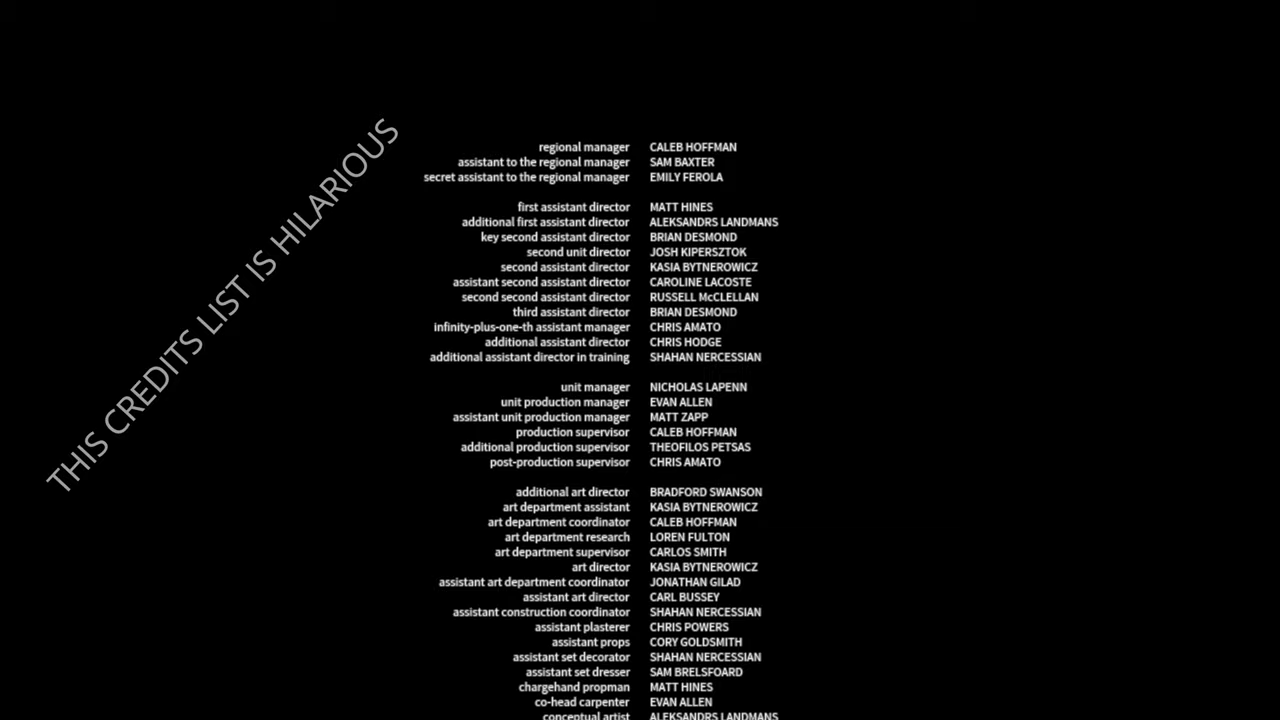 THIS CREDITS LIST IS HILARIOUS
regional manager CALEB HOFFMAN
assistant to the regional manager SAM BAXTER
secret assistant to the regional manager EMILY FEROLA
first assistant director MATT HINES
additional first assistant director ALEKSANDRS LANDMANS
key second assistant director BRIAN DESMOND
second unit director JOSH KIPERSZTOK
second assistant director KASIA BYTNEROWICZ
assistant second assistant director CAROLINE LACOSTE
second second assistant director RUSSELL McCLELLAN
third assistant director BRIAN DESMOND
infinity-plus-one-th assistant manager CHRIS AMATO
additional assistant director CHRIS HODGE
additional assistant director in training SHAHAN NERCESSIAN
unit manager NICHOLAS LAPENN
unit production manager EVAN ALLEN
assistant unit production manager MATT ZAPP
production supervisor CALEB HOFFMAN
additional production supervisor THEOFILOS PETSAS
post-production supervisor CHRIS AMATO
additional art director BRADFORD SWANSON
art department assistant KASIA BYTNEROWICZ
art department coordinator CALEB HOFFMAN
art department research LOREN FULTON
art department supervisor CARLOS SMITH
art director KASIA BYTNEROWICZ
assistant art department coordinator JONATHAN GILAD
assistant art director CARL BUSSEY
assistant construction coordinator SHAHAN NERCESSIAN
assistant plasterer CHRIS POWERS
assistant props CORY GOLDSMITH
assistant set decorator SHAHAN NERCESSIAN
assistant set dresser SAM BRELSFOARD
chargehand propman MATT HINES
co-head carpenter EVAN ALLEN
conceptual artist ALEKSANDRS LANDMANS